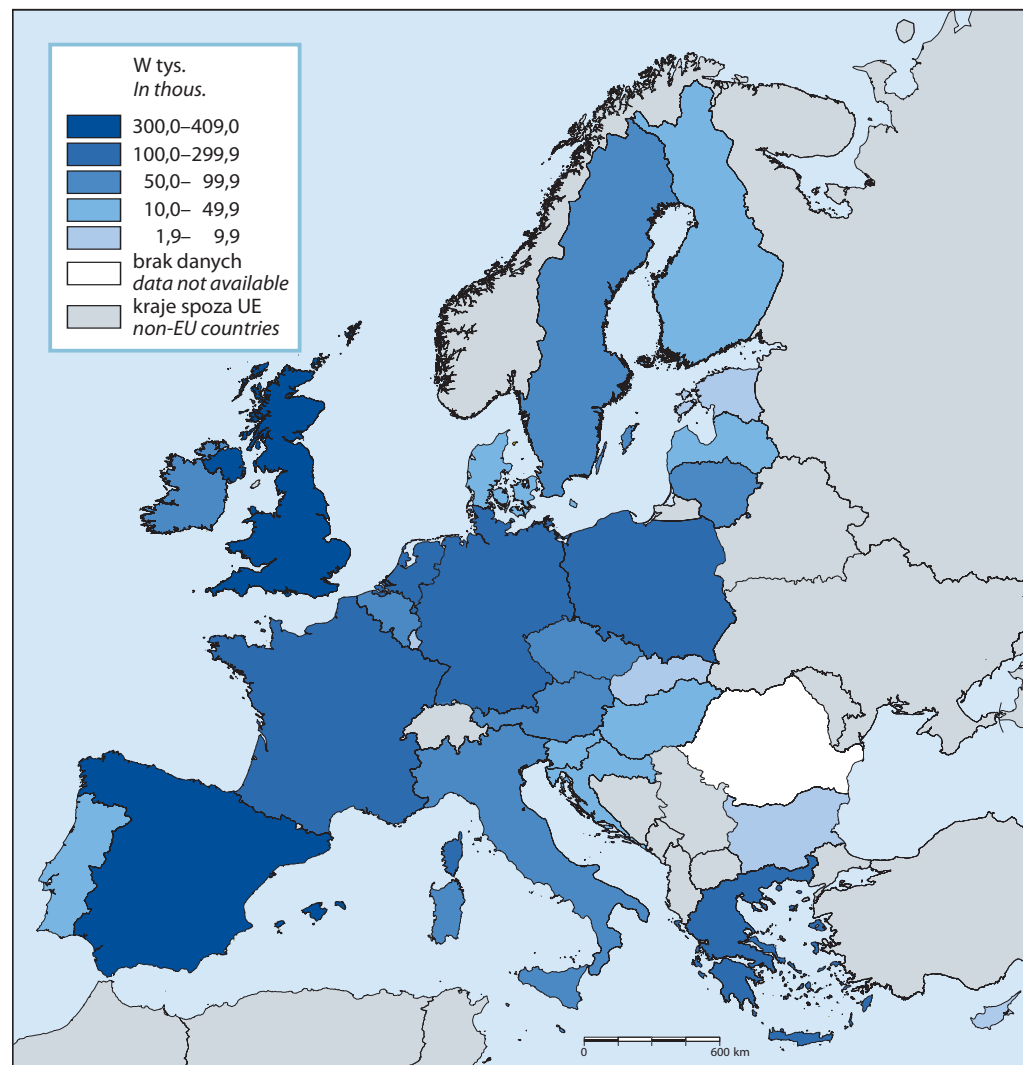 W tys.
In thous.
300,0–409,0
100,0–299,9
50,0– 99,9
10,0– 49,9
1,9– 9,9
brak danych
data not available
kraje spoza UE
non-EU countries
0 600 km